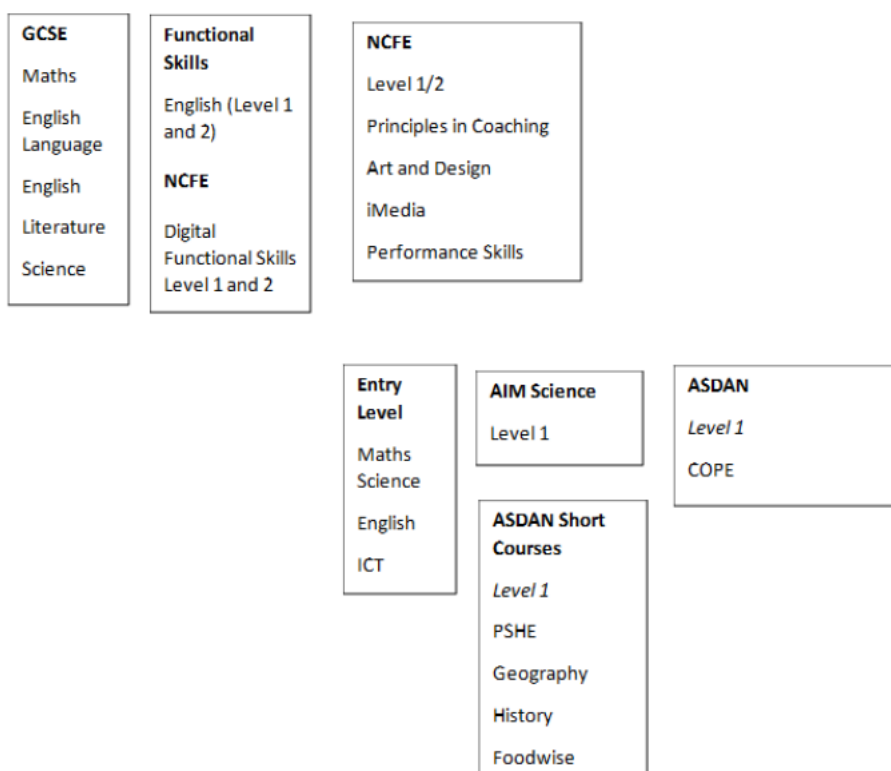 GCSE
Maths
English
Language
English
Literature
Science
Functional
Skills
English (Level 1
and 2)
NCFE
Digital
Functional Skills
Level 1 and 2
NCFE
Level 1/2
Principles in Coaching
Art and Design
iMedia
Performance Skills
Entry
Level
Maths
Science
English
ICT
AIM Science
Level 1
ASDAN Short
Courses
Level 1
PSHE
Geography
History
Foodwise
ASDAN
Level 1
COPE